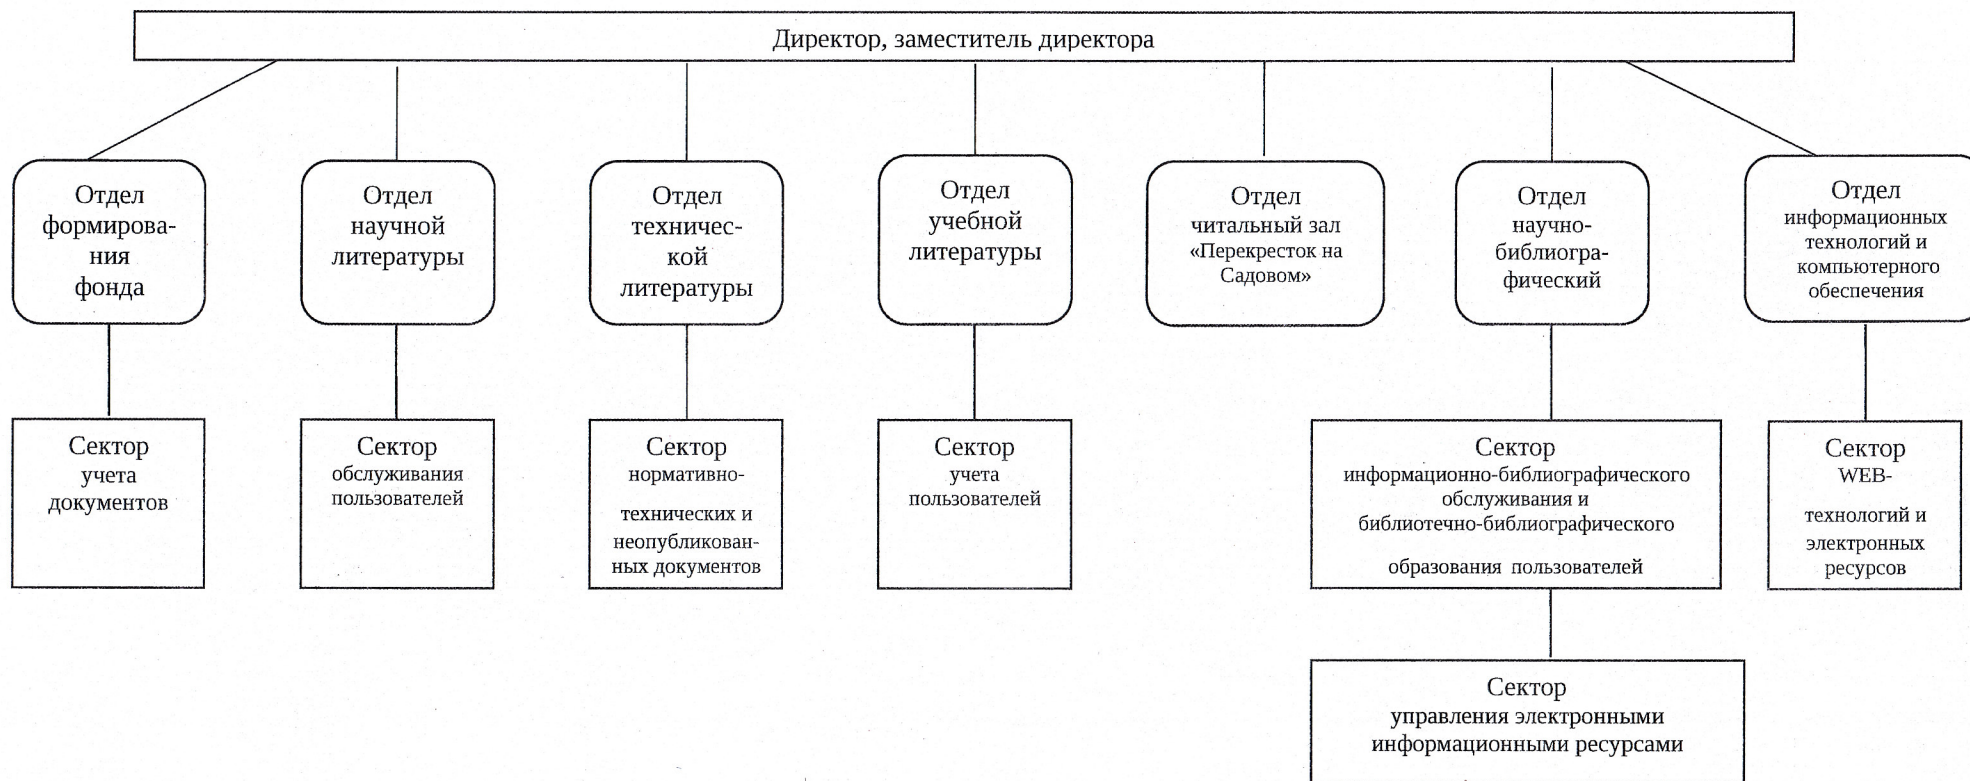 Директор, заместитель директора
Отдел
формирова-
ния
фонда
Отдел
научной
литературы
Отдел
техничес-
кой
литературы
Отдел
учебной
литературы
Отдел
читальный зал
«Перекресток на
Садовом»
Отдел
научно-
библиогра-
фический
Отдел
информационных
технологий и
компьютерного
обеспечения
Сектор
учета
документов
Сектор
обслуживания
пользователей
Сектор
нормативно-
технических и
неопубликован-
ных документов
Сектор
учета
пользователей
Сектор
информационно-библиографического
обслуживания и
библиотечно-библиографического
образования пользователей
Сектор
WEB-
технологий и
электронных
ресурсов
Сектор
управления электронными
информационными ресурсами